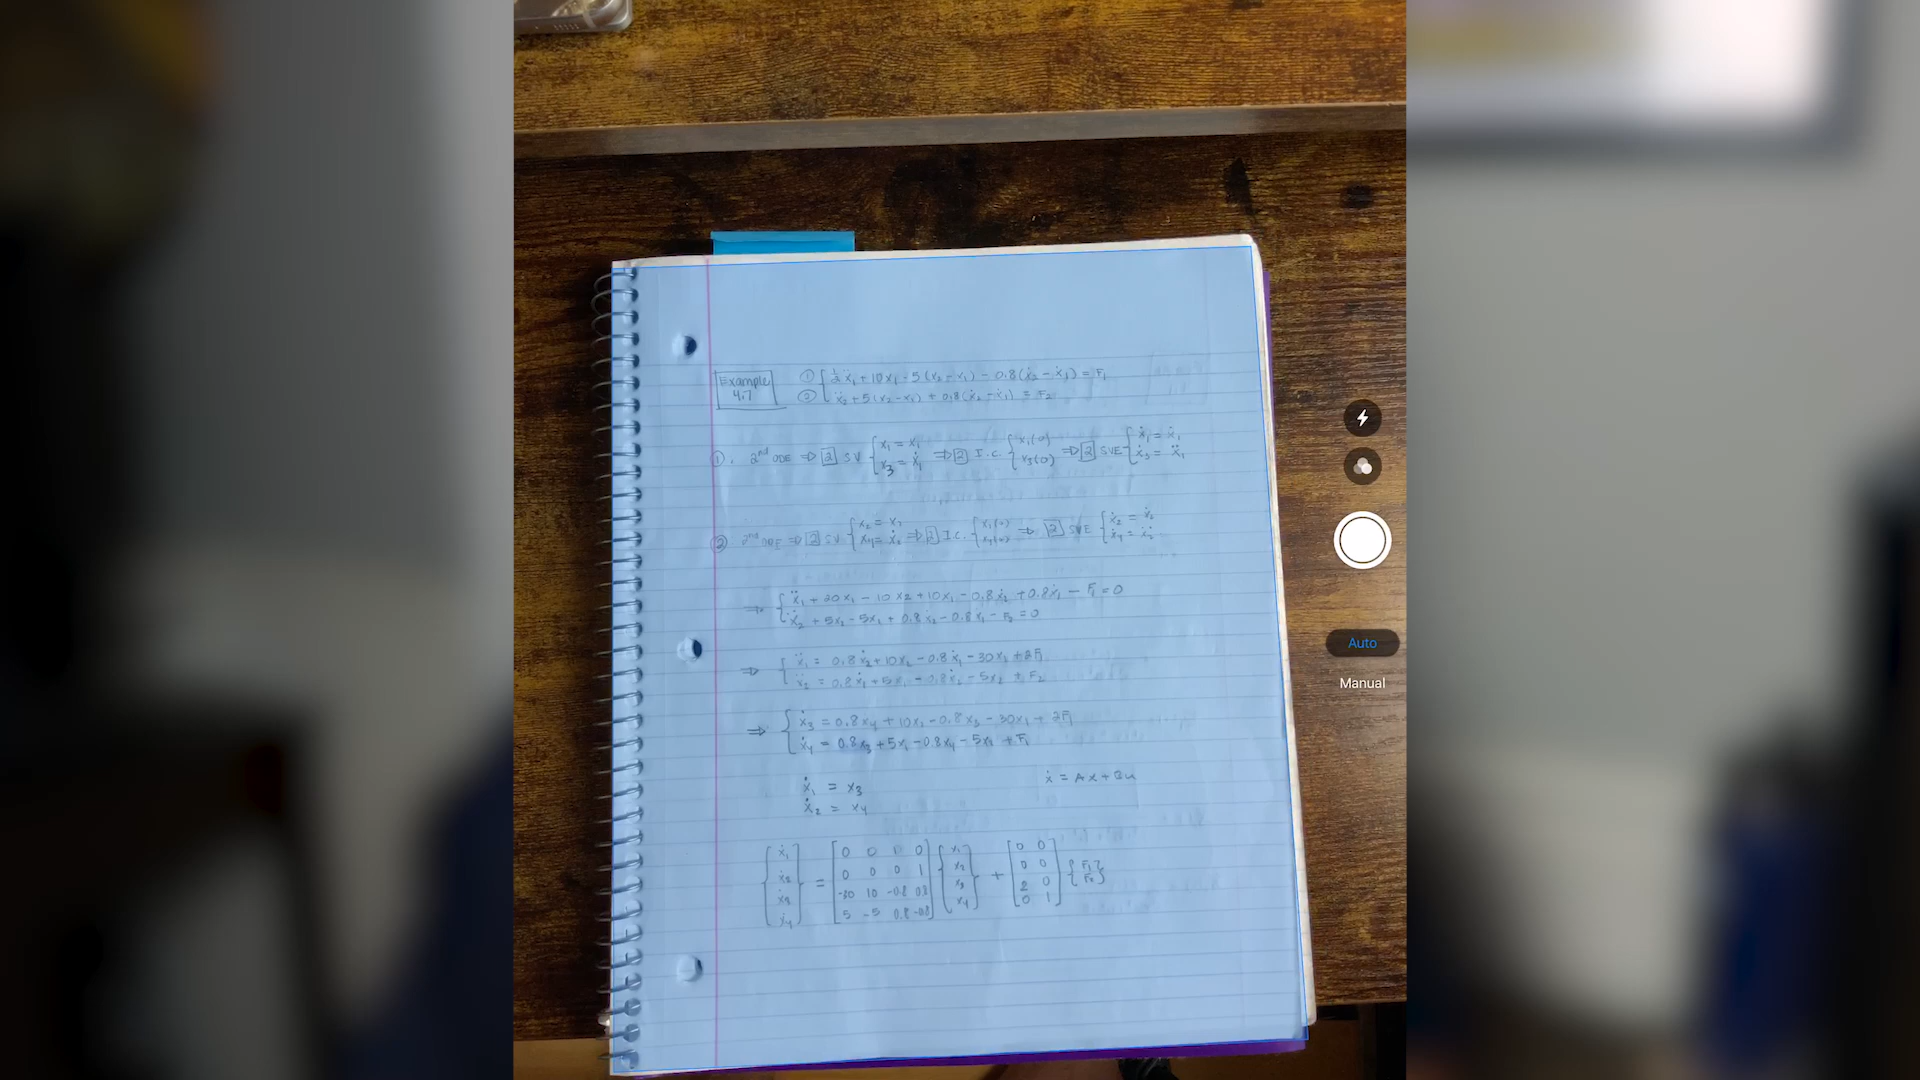 Example 4.7
① { ½ẍ₁ + 10x₁ - 5(x₂ - x₁) - 0.8(ẋ₂ - ẋ₁) = F₁
② ẍ₂ + 5(x₂ - x₁) + 0.8(ẋ₂ - ẋ₁) = F₂
①. 2nd ODE ⇒ [2] SV { x₁ = x₁ , x₃ = ẋ₁ ⇒ [2] I.C. { x₁(0) , x₃(0) ⇒ [2] SVE { ẋ₁ = ẋ₁ , ẋ₃ = ẍ₁
② 2nd ODE ⇒ [2] SV { x₂ = x₂ , x₄ = ẋ₂ ⇒ [2] I.C. ⇒ [2] SVE { ẋ₂ = ẋ₂ , ẋ₄ = ẍ₂
⇒ { ẍ₁ + 20x₁ - 10x₂ + 10x₁ - 0.8ẋ₂ + 0.8ẋ₁ - F₁ = 0
ẍ₂ + 5x₂ - 5x₁ + 0.8ẋ₂ - 0.8ẋ₁ - F₂ = 0
⇒ { ẍ₁ = 0.8ẋ₂ + 10x₂ - 0.8ẋ₁ - 30x₁ + 2F₁
ẍ₂ = 0.8ẋ₁ + 5x₁ - 0.8ẋ₂ - 5x₂ + F₂
⇒ { ẋ₃ = 0.8x₄ + 10x₂ - 0.8x₃ - 30x₁ + 2F₁
ẋ₄ = 0.8x₃ + 5x₁ - 0.8x₄ - 5x₂ +
ẋ₁ = x₃
ẋ = Ax + Bu
ẋ₂ = x₄
ẋ₁ 0 0 1 0 x₁ 0 0
0 0 0 1 x₂ 0 0 F₁
= + F₂
-30 10 -0.8 0.8 x₃ 2 0
ẋ₄ 5 -5 0.8 -0.8 x₄ 0 1
Auto
Manual